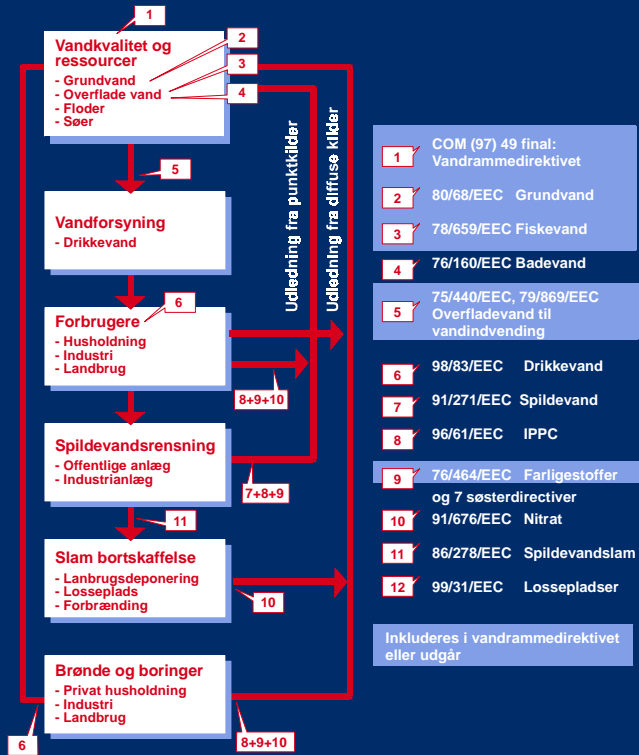 1
Vandkvalitet og
ressourcer
- Grundvand
- Overflade vand
- Floder
- Søer
2
3
4
5
Vandforsyning
- Drikkevand
Forbrugere
6
- Husholdning
- Industri
- Landbrug
8+9+10
Spildevandsrensning
- Offentlige anlæg
- Industrianlæg
7+8+9
11
Slam bortskaffelse
- Lanbrugsdeponering
- Losseplads
- Forbrænding
10
Brønde og boringer
- Privat husholdning
- Industri
- Landbrug
6
8+9+10
Udledning fra punktkilder
Udledning fra diffuse kilder
1 COM (97) 49 final:
Vandrammedirektivet
2 80/68/EEC Grundvand
3 78/659/EEC Fiskevand
4 76/160/EEC Badevand
5 75/440/EEC, 79/869/EEC
Overfladevand til
vandindvending
6 98/83/EEC Drikkevand
7 91/271/EEC Spildevand
8 96/61/EEC IPPC
9 76/464/EEC Farligestoffer
og 7 søsterdirectiver
10 91/676/EEC Nitrat
11 86/278/EEC Spildevandslam
12 99/31/EEC Lossepladser
Inkluderes i vandrammedirektivet
eller udgår